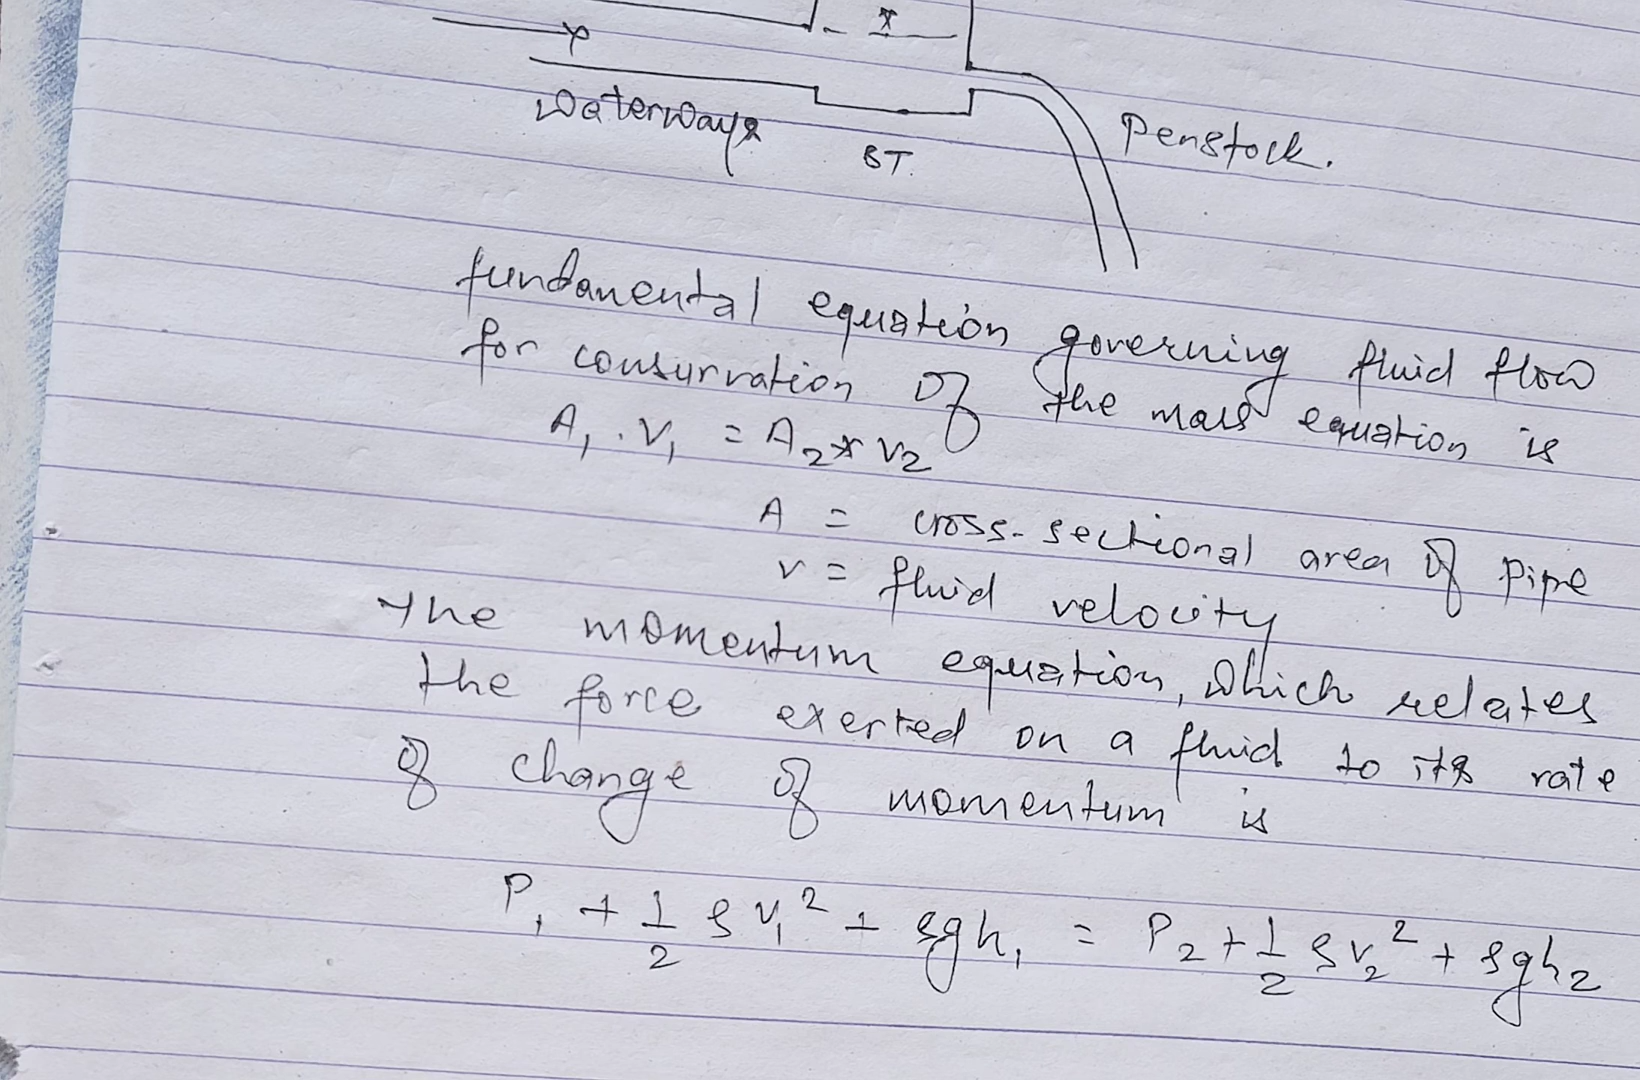 waterways
BT.
Penstock.
fundamental equation governing fluid flow
for consurvation of the mass equation is
A₁ . V₁ = A₂ * V₂
A = cross-sectional area of pipe
v = fluid velocity
the momentum equation, which relates
the force exerted on a fluid to its rate
of change of momentum is
P₁ + 1/2 ρ v₁² + ρgh₁ = P₂ + 1/2 ρ v₂² + ρgh₂